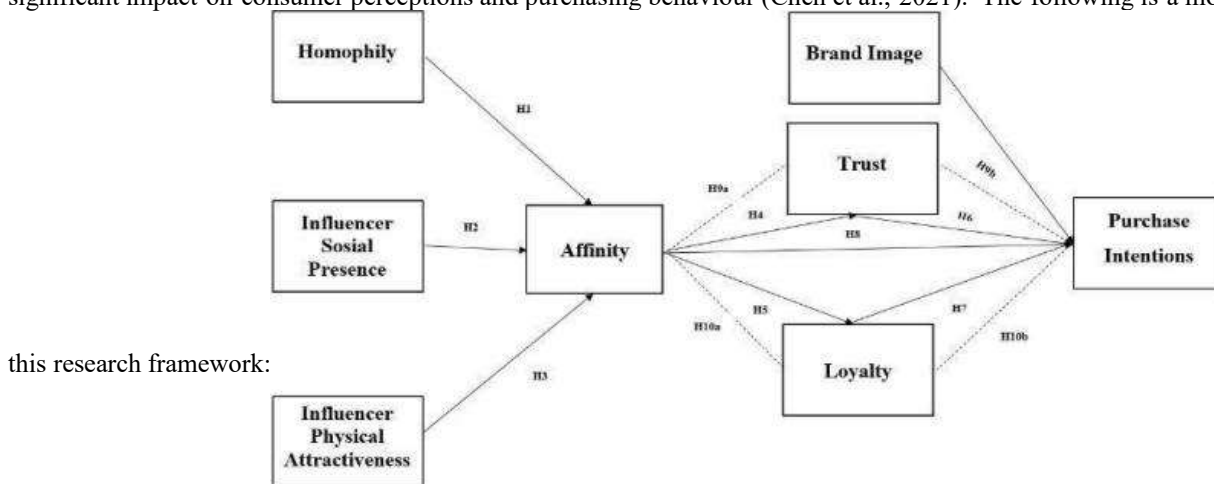 significant impact on consumer perceptions and purchasing behaviour (Chen et al., 2021). The following is a mo
Homophily
Brand Image
H1
Trust
H9a
H9b
H4
H6
Influencer
Sosial
Presence
H2
Affinity
H8
Purchase
Intentions
H5
H7
H10a
H10b
Loyalty
this research framework:
H3
Influencer
Physical
Attractiveness